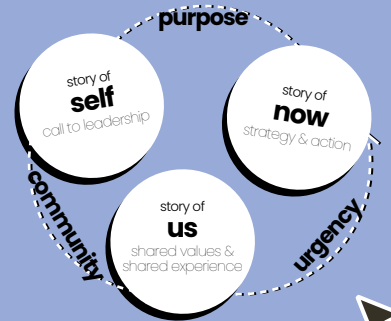 purpose
story of
self
call to leadership
story of
now
strategy & action
community
story of
us
shared values &
shared experience
urgency